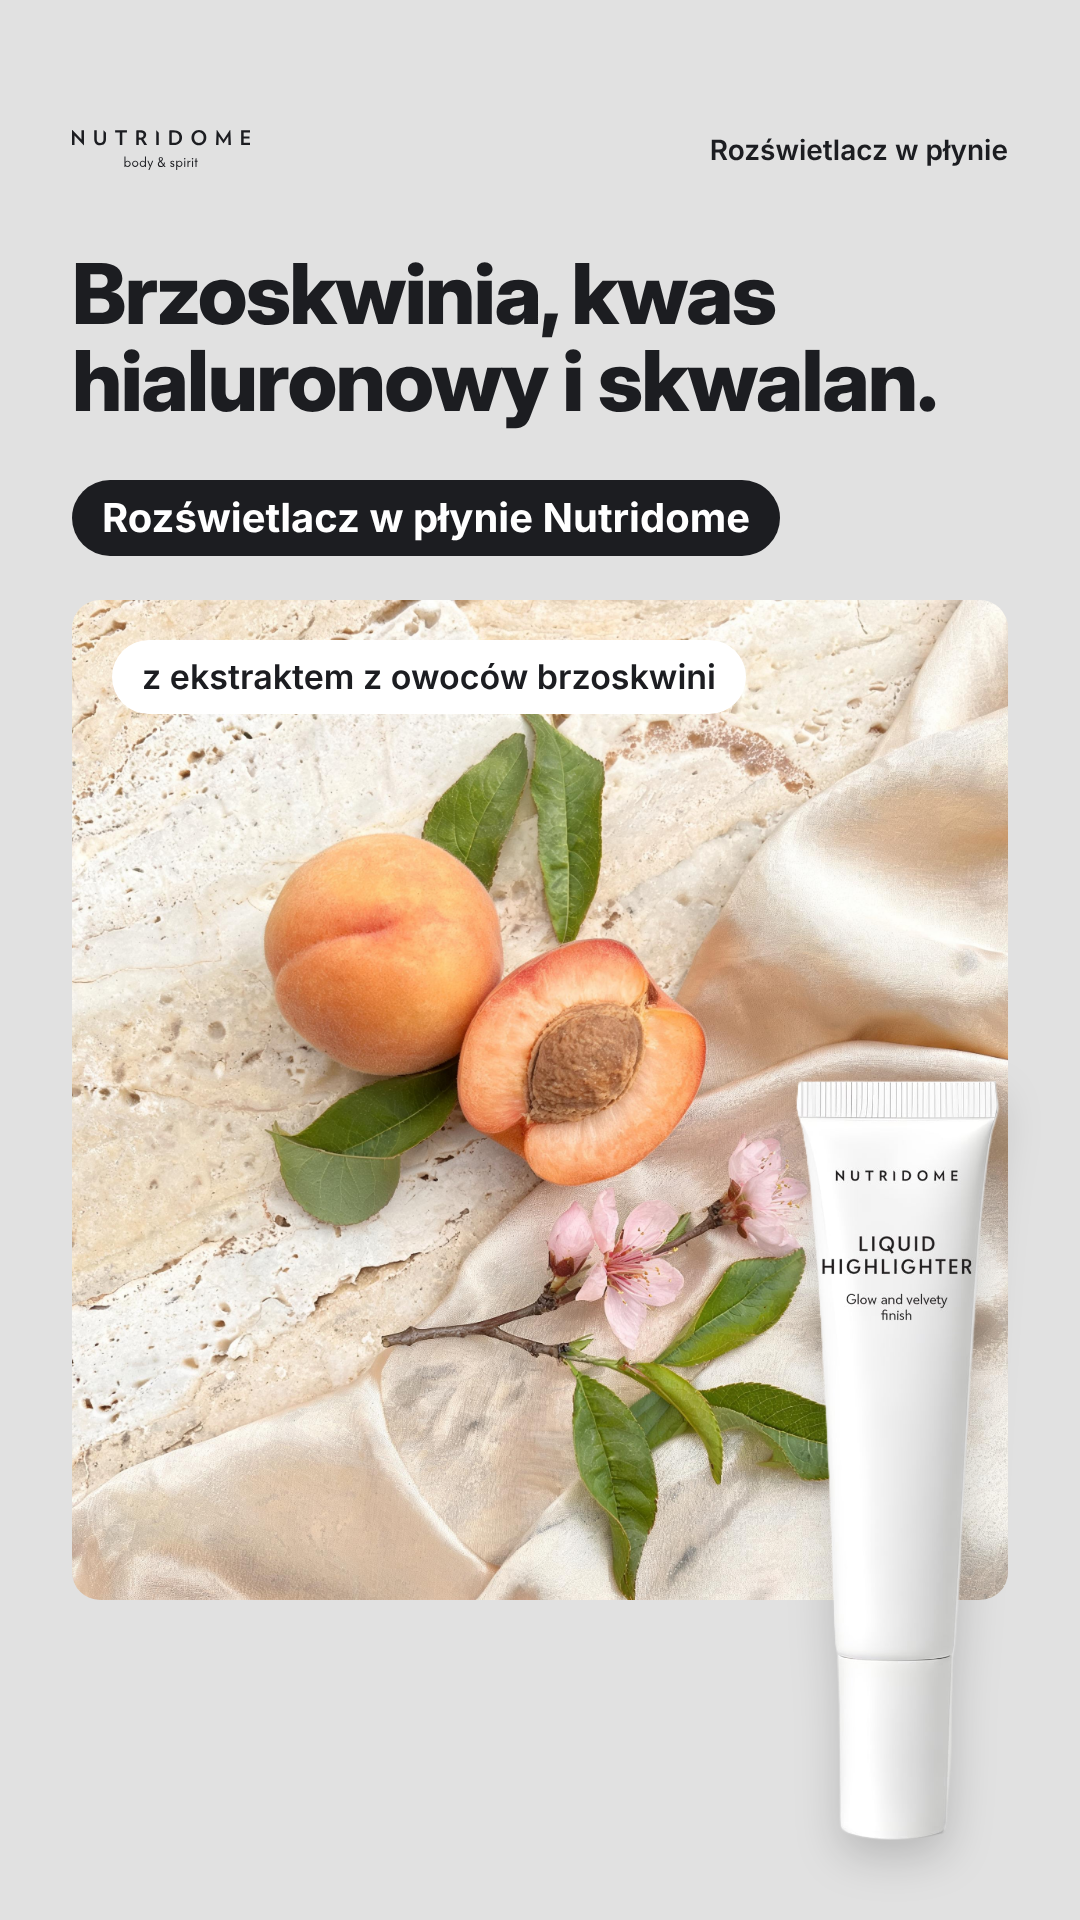 NUTRIDOME
body & spirit
Rozświetlacz w płynie
Brzoskwinia, kwas
hialuronowy i skwalan.
Rozświetlacz w płynie Nutridome
z ekstraktem z owoców brzoskwini
NUTRIDOME
LIQUID
HIGHLIGHTER
Glow and velvety
finish